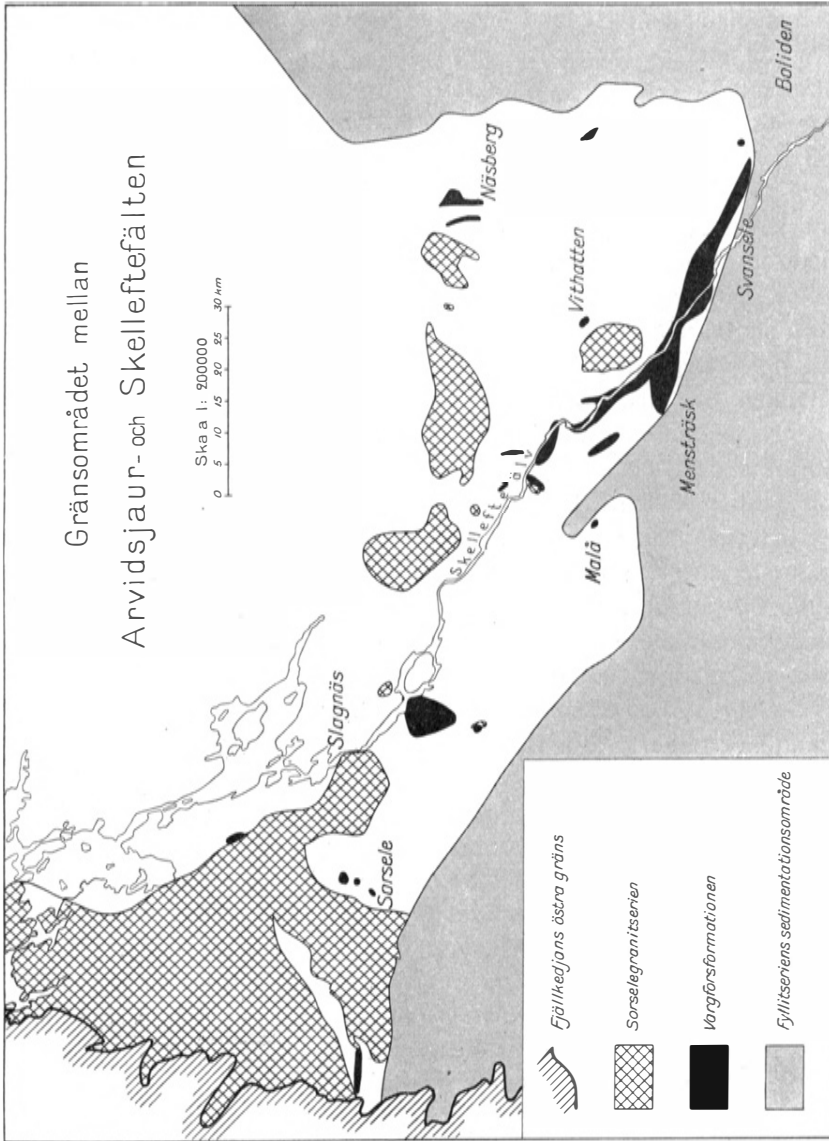 Gränsområdet mellan
Arvidsjaur- och Skelleftefälten
Skala 1: 200000
0 5 10 15 20 25 30 km
Boliden
Näsberg
Vithatten
Svansele
Menträsk
Skellefte älv
Malå
Slagnäs
Sorsele
Fjällkedjans östra gräns
Sorselegranitserien
Vargforsformationen
Fyllitseriens sedimentationsområde